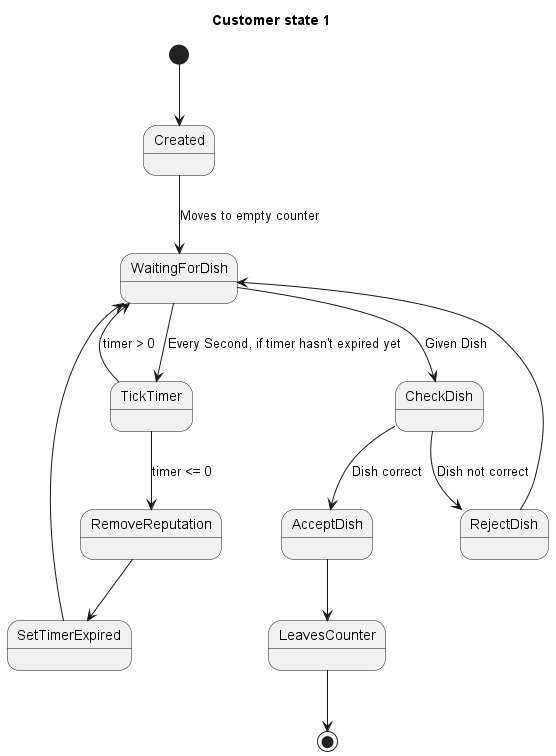 Customer state 1
Created
Moves to empty counter
WaitingForDish
timer > 0
Every Second, if timer hasn't expired yet
Given Dish
TickTimer
CheckDish
timer <= 0
Dish correct
Dish not correct
RemoveReputation
AcceptDish
RejectDish
SetTimerExpired
LeavesCounter